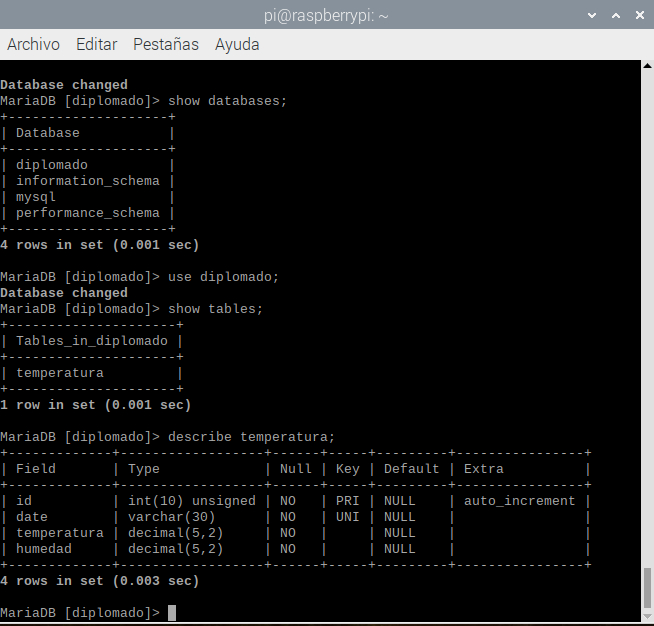 pi@raspberrypi: ~
Archivo Editar Pestañas Ayuda
Database changed
MariaDB [diplomado]> show databases;
+--------------------+
| Database           |
+--------------------+
| diplomado          |
| information_schema |
| mysql              |
| performance_schema |
+--------------------+
4 rows in set (0.001 sec)
MariaDB [diplomado]> use diplomado;
Database changed
MariaDB [diplomado]> show tables;
+---------------------+
| Tables_in_diplomado |
+---------------------+
| temperatura         |
+---------------------+
1 row in set (0.001 sec)
MariaDB [diplomado]> describe temperatura;
+-------------+------------------+------+-----+---------+----------------+
| Field       | Type             | Null | Key | Default | Extra          |
+-------------+------------------+------+-----+---------+----------------+
| id          | int(10) unsigned | NO   | PRI | NULL    | auto_increment |
| date        | varchar(30)      | NO   | UNI | NULL    |                |
| temperatura | decimal(5,2)     | NO   |     | NULL    |                |
| humedad     | decimal(5,2)     | NO   |     | NULL    |                |
+-------------+------------------+------+-----+---------+----------------+
4 rows in set (0.003 sec)
MariaDB [diplomado]>